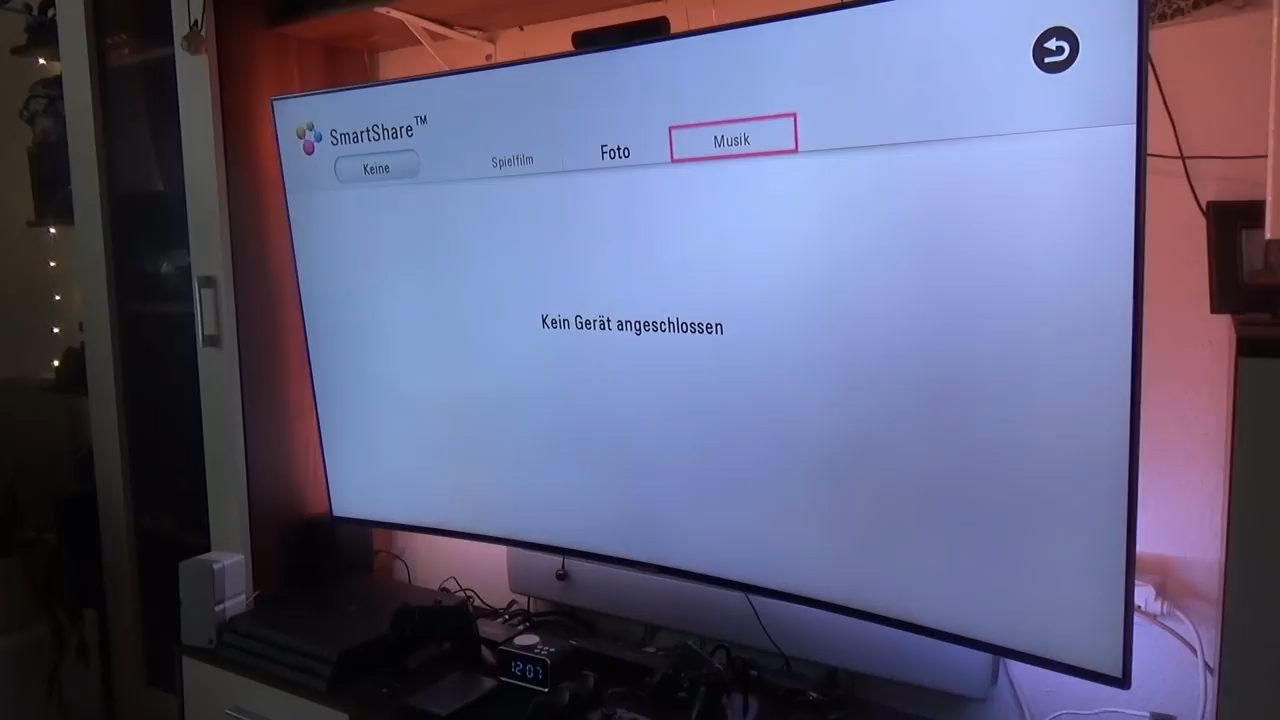 SmartShare™
Keine
Spielfilm
Foto
Musik
Kein Gerät angeschlossen
12:07